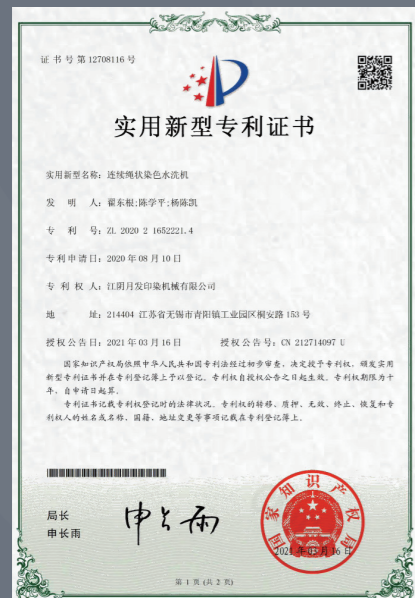 证书号第12708116号
实用新型专利证书
实用新型名称：连续绳状染色水洗机
发 明 人：翟东根;陈学平;杨陈凯
专 利 号：ZL 2020 2 1652221.4
专利申请日：2020年08月10日
专 利 权 人：江阴月发印染机械有限公司
地 址：214404 江苏省无锡市青阳镇工业园区桐安路153号
授权公告日：2021年03月16日 授权公告号：CN 212714097 U
国家知识产权局依照中华人民共和国专利法经过初步审查，决定授予专利权，颁发实用
新型专利证书并在专利登记簿上予以登记。专利权自授权公告之日起生效。专利权期限为十
年，自申请日起算。
专利证书记载专利权登记时的法律状况。专利权的转移、质押、无效、终止、恢复和专
利权人的姓名或名称、国籍、地址变更等事项记载在专利登记簿上。
局长
申长雨
申长雨
国家知识产权局
2021年03月16日
第 1 页 (共 2 页)